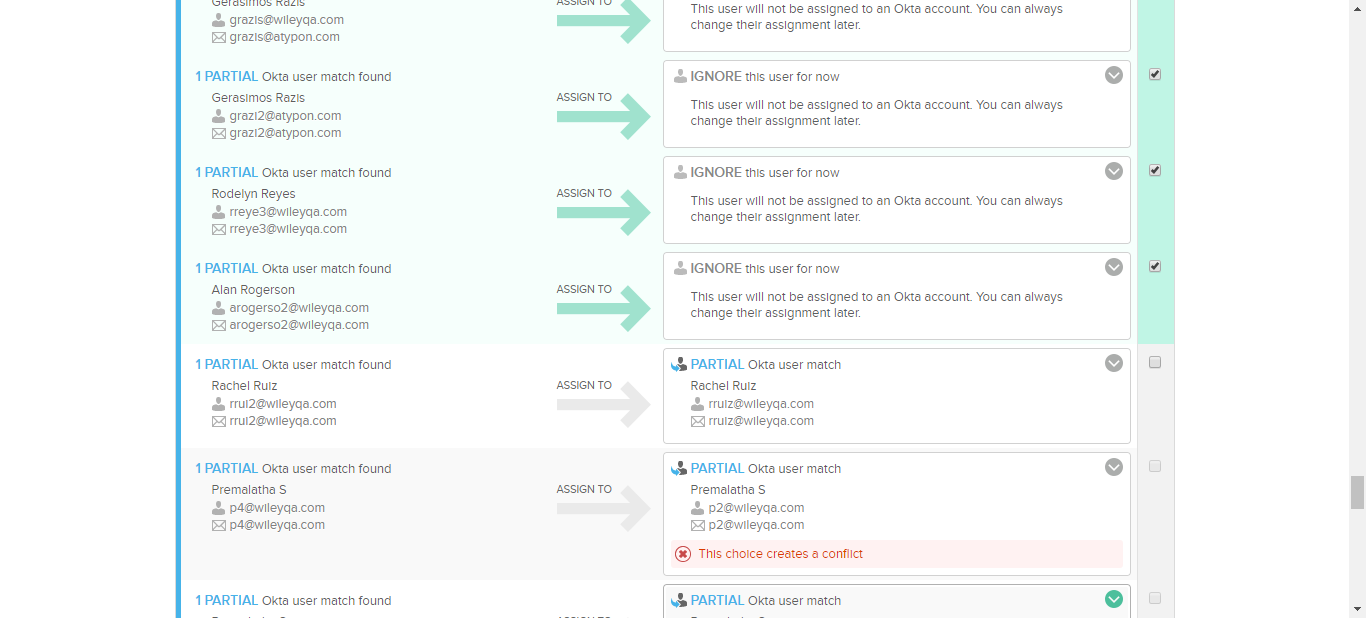 Gerasimos Razis
grazis@wileyqa.com
grazis@atypon.com
ASSIGN TO
This user will not be assigned to an Okta account. You can always
change their assignment later.
1 PARTIAL Okta user match found
Gerasimos Razis
grazi2@atypon.com
grazi2@atypon.com
ASSIGN TO
IGNORE this user for now
This user will not be assigned to an Okta account. You can always
change their assignment later.
1 PARTIAL Okta user match found
Rodelyn Reyes
rreye3@wileyqa.com
rreye3@wileyqa.com
ASSIGN TO
IGNORE this user for now
This user will not be assigned to an Okta account. You can always
change their assignment later.
1 PARTIAL Okta user match found
Alan Rogerson
arogerso2@wileyqa.com
arogerso2@wileyqa.com
ASSIGN TO
IGNORE this user for now
This user will not be assigned to an Okta account. You can always
change their assignment later.
1 PARTIAL Okta user match found
Rachel Ruiz
rrui2@wileyqa.com
rrui2@wileyqa.com
ASSIGN TO
PARTIAL Okta user match
Rachel Ruiz
rruiz@wileyqa.com
rruiz@wileyqa.com
1 PARTIAL Okta user match found
Premalatha S
p4@wileyqa.com
p4@wileyqa.com
ASSIGN TO
PARTIAL Okta user match
Premalatha S
p2@wileyqa.com
p2@wileyqa.com
This choice creates a conflict
1 PARTIAL Okta user match found
PARTIAL Okta user match